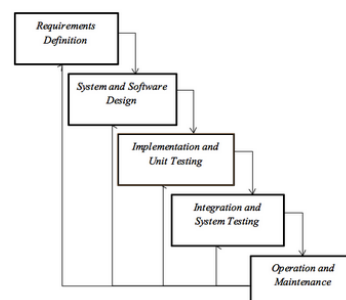 Requirements
Definition
System and Software
Design
Implementation and
Unit Testing
Integration and
System Testing
Operation and
Maintenance